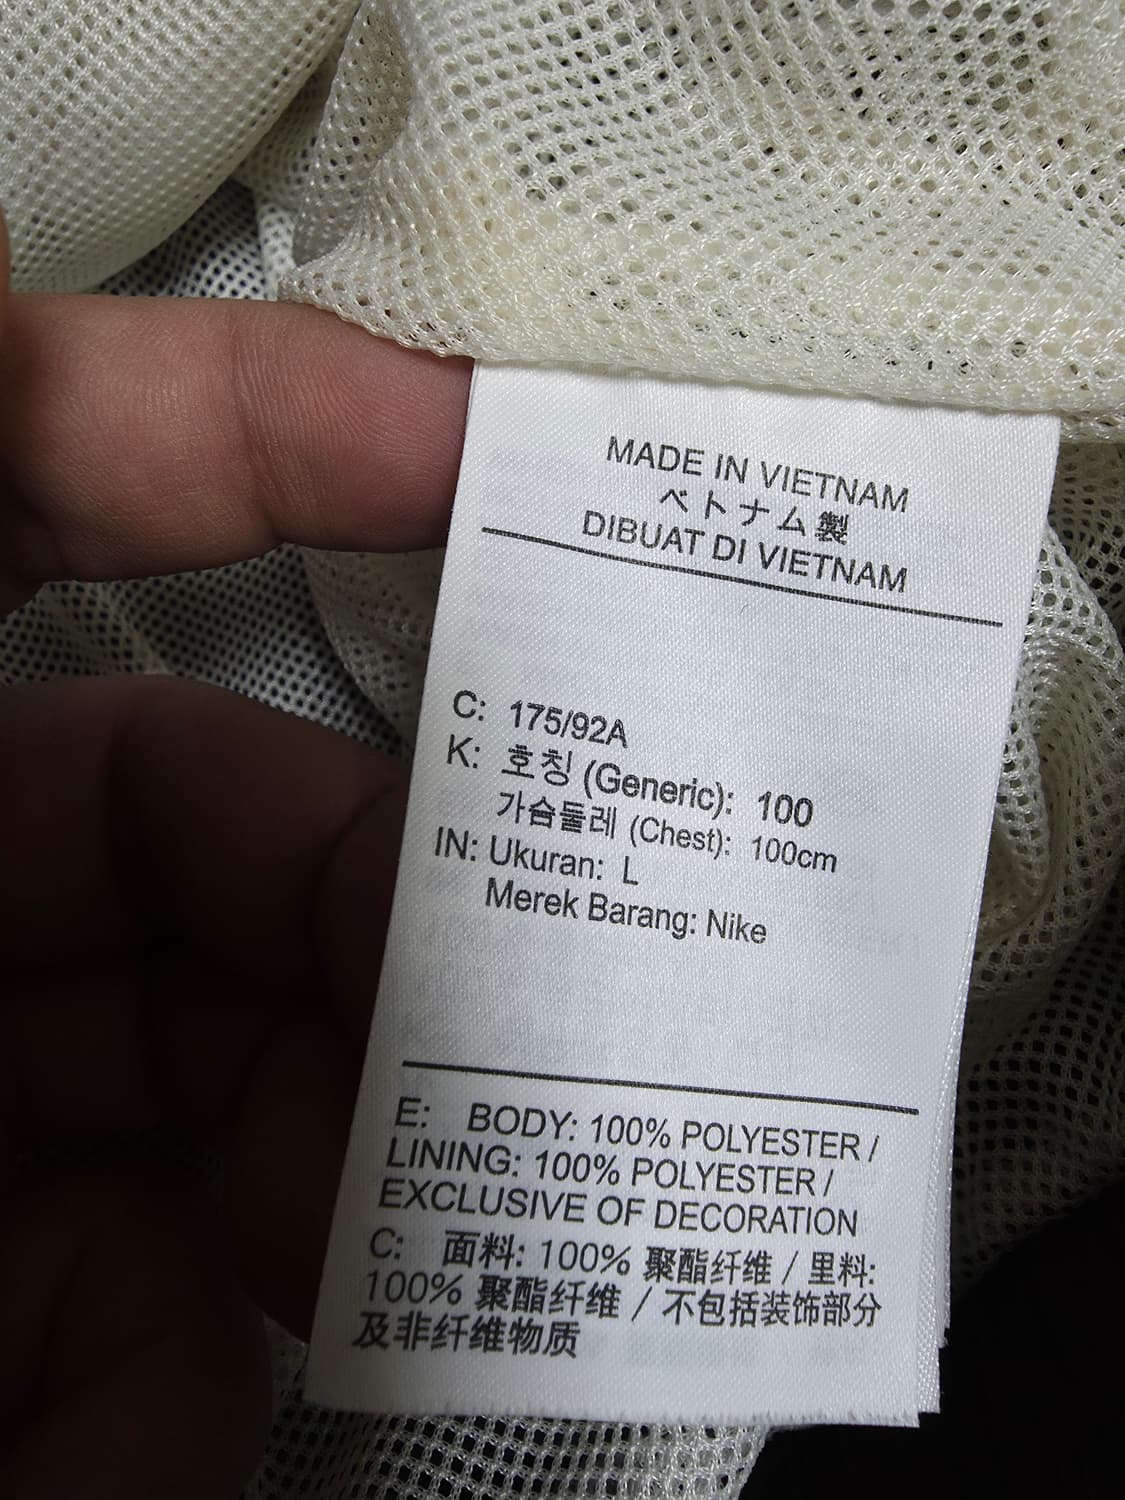 MADE IN VIETNAM
ベトナム製
DIBUAT DI VIETNAM
C: 175/92A
K: 호칭 (Generic): 100
가슴둘레 (Chest): 100cm
IN: Ukuran: L
Merek Barang: Nike
E: BODY: 100% POLYESTER /
LINING: 100% POLYESTER /
EXCLUSIVE OF DECORATION
C: 面料: 100% 聚酯纤维 / 里料:
100% 聚酯纤维 / 不包括装饰部分
及非纤维物质